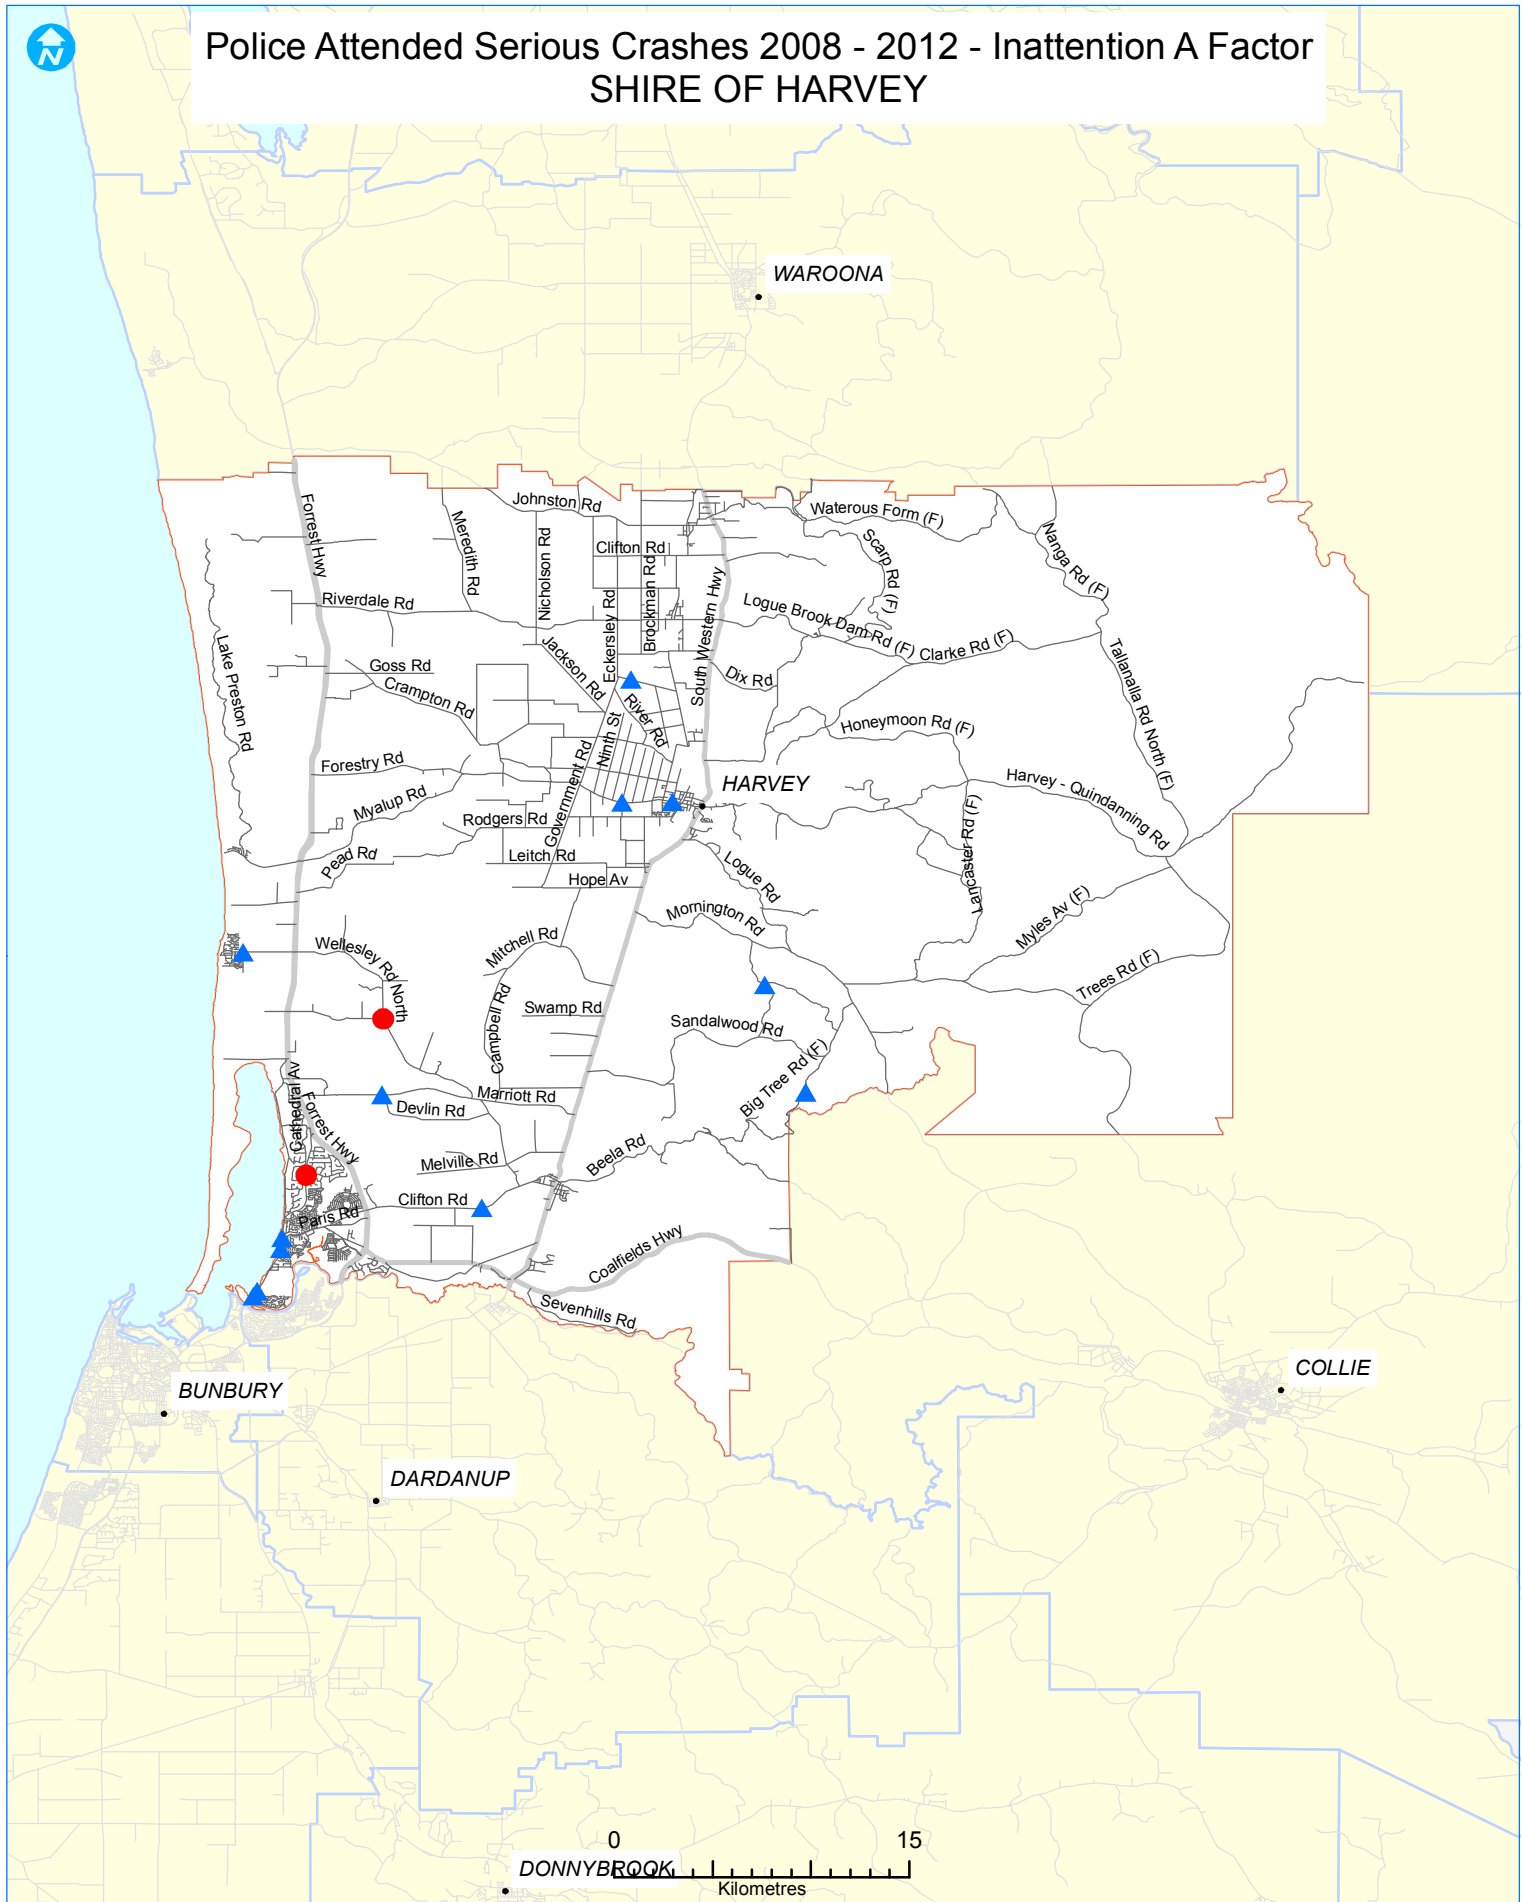 Police Attended Serious Crashes 2008 - 2012 - Inattention A Factor
SHIRE OF HARVEY
N
WAROONA
Johnston Rd
Waterous Form (F)
Forrest Hwy
Meredith Rd
Nicholson Rd
Clifton Rd
Brockman Rd
Scarp Rd (F)
Nanga Rd (F)
Riverdale Rd
Eckersley Rd
South Western Hwy
Logue Brook Dam Rd (F)
Clarke Rd (F)
Lake Preston Rd
Goss Rd
Crampton Rd
Jackson Rd
River Rd
Dix Rd
Tallanalla Rd North (F)
Ninth St
Honeymoon Rd (F)
Forestry Rd
Government Rd
HARVEY
Harvey - Quindanning Rd
Myalup Rd
Rodgers Rd
Lancaster Rd (F)
Pead Rd
Leitch Rd
Logue Rd
Hope Av
Mornington Rd
Myles Av (F)
Wellesley Rd North
Mitchell Rd
Trees Rd (F)
Campbell Rd
Swamp Rd
Sandalwood Rd
Cathedral Av
Forrest Hwy
Marriott Rd
Devlin Rd
Big Tree Rd (F)
Melville Rd
Beela Rd
Clifton Rd
Paris Rd
Coalfields Hwy
Sevenhills Rd
BUNBURY
COLLIE
DARDANUP
0 15
DONNYBROOK
Kilometres